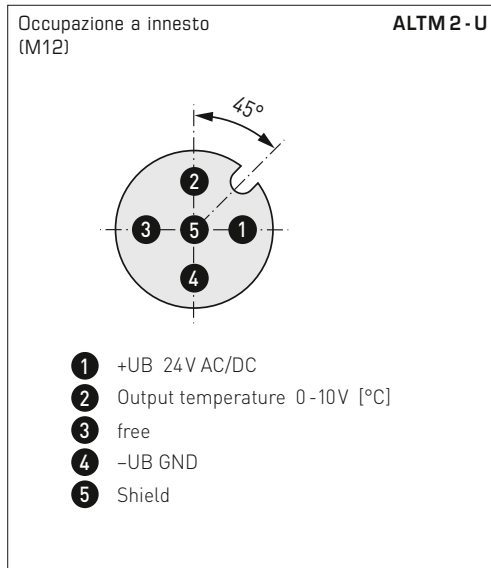 Occupazione a innesto
(M12)
ALTM 2 - U
45°
2
3 5 1
4
1 +UB 24 V AC/DC
2 Output temperature 0 -10 V [°C]
3 free
4 –UB GND
5 Shield